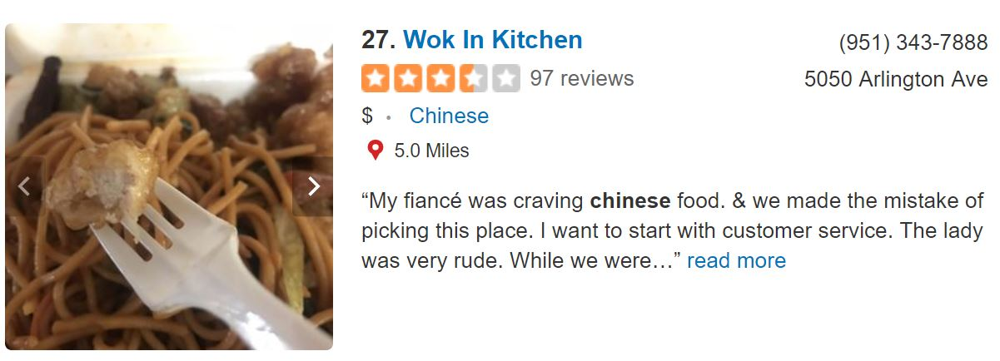 27. Wok In Kitchen
(951) 343-7888
97 reviews
5050 Arlington Ave
$ · Chinese
5.0 Miles
“My fiancé was craving chinese food. & we made the mistake of
picking this place. I want to start with customer service. The lady
was very rude. While we were…” read more